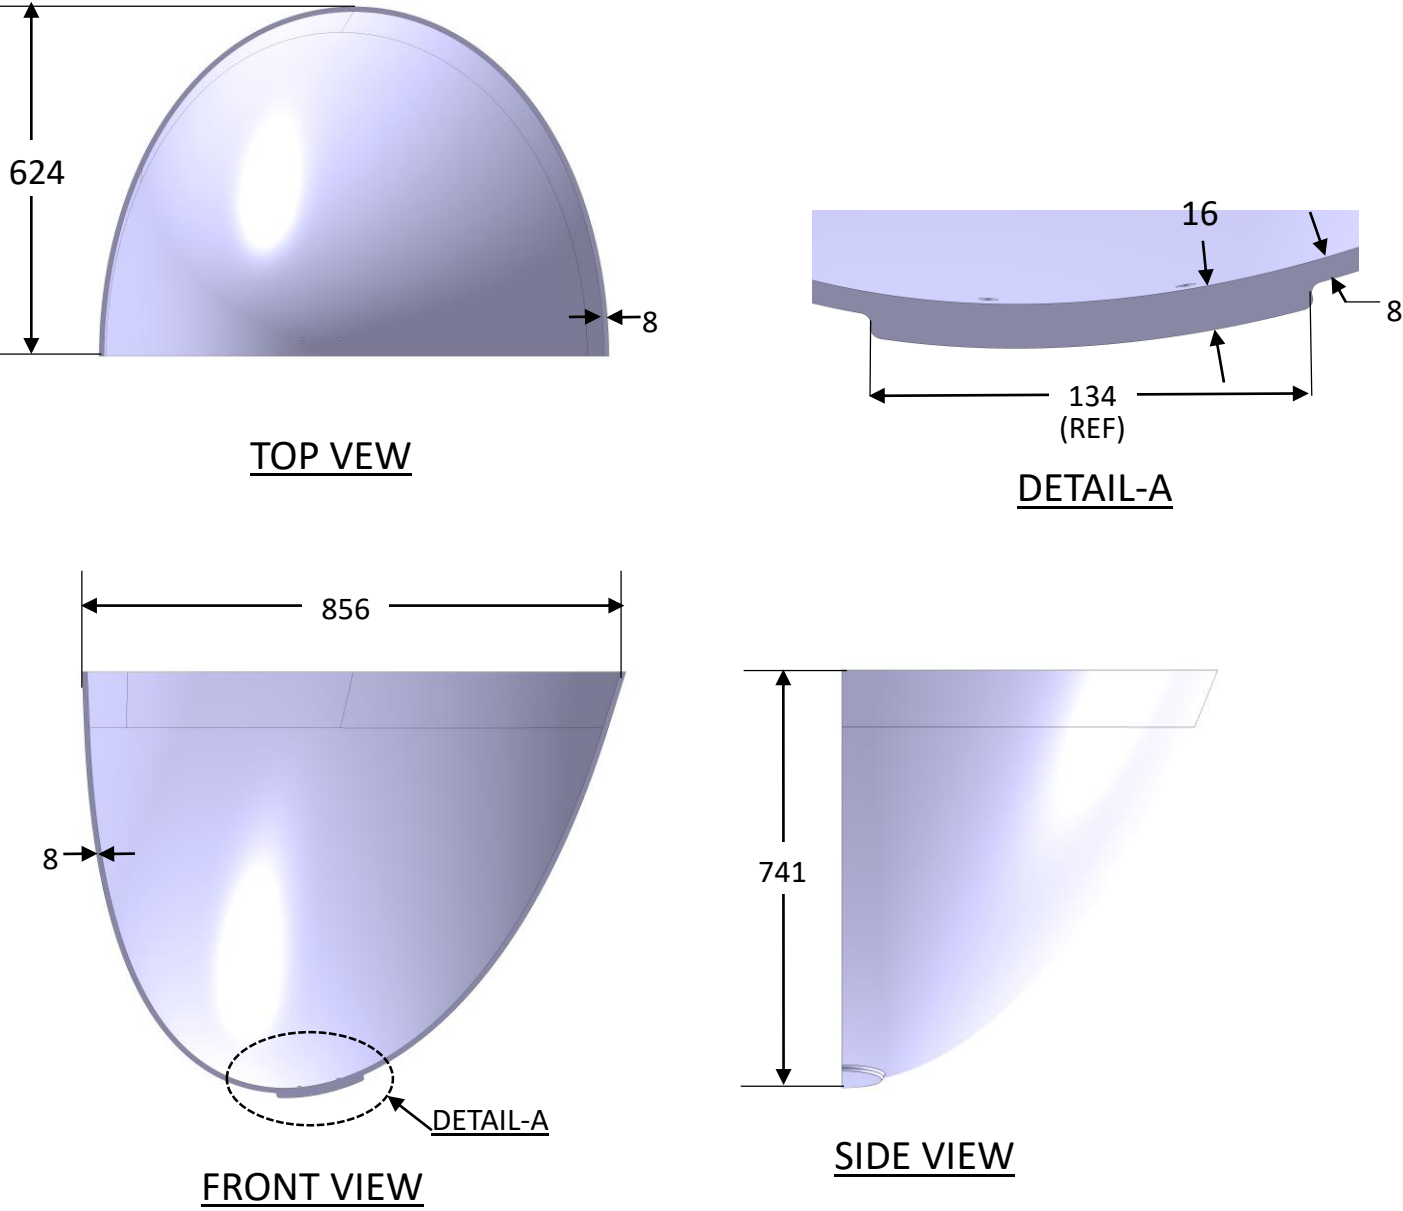 624
8
TOP VEW
16
8
134
(REF)
DETAIL-A
856
8
DETAIL-A
FRONT VIEW
741
SIDE VIEW